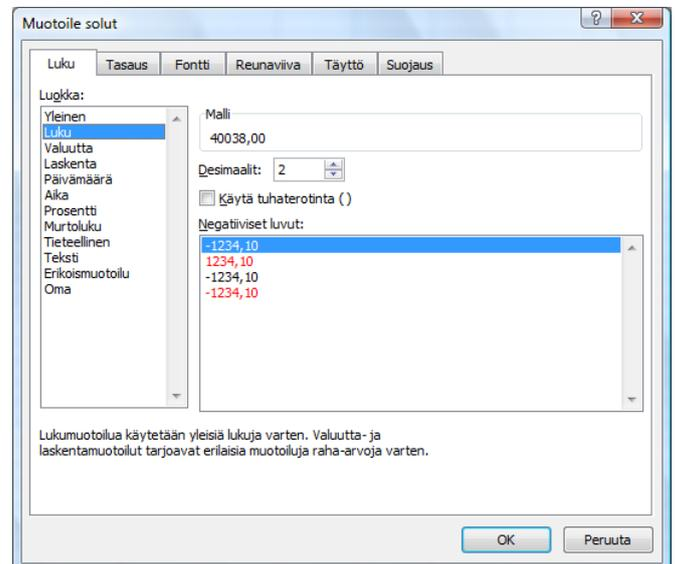 Muotoile solut
Luku Tasaus Fontti Reunaviiva Täyttö Suojaus
Luokka:
Yleinen
Luku
Valuutta
Laskenta
Päivämäärä
Aika
Prosentti
Murtoluku
Tieteellinen
Teksti
Erikoismuotoilu
Oma
Malli
40038,00
Desimaalit: 2
Käytä tuhaterotinta ( )
Negatiiviset luvut:
-1234,10
1234,10
-1234,10
-1234,10
Lukumuotoilua käytetään yleisiä lukuja varten. Valuutta- ja
laskentamuotoilut tarjoavat erilaisia muotoiluja raha-arvoja varten.
OK Peruuta